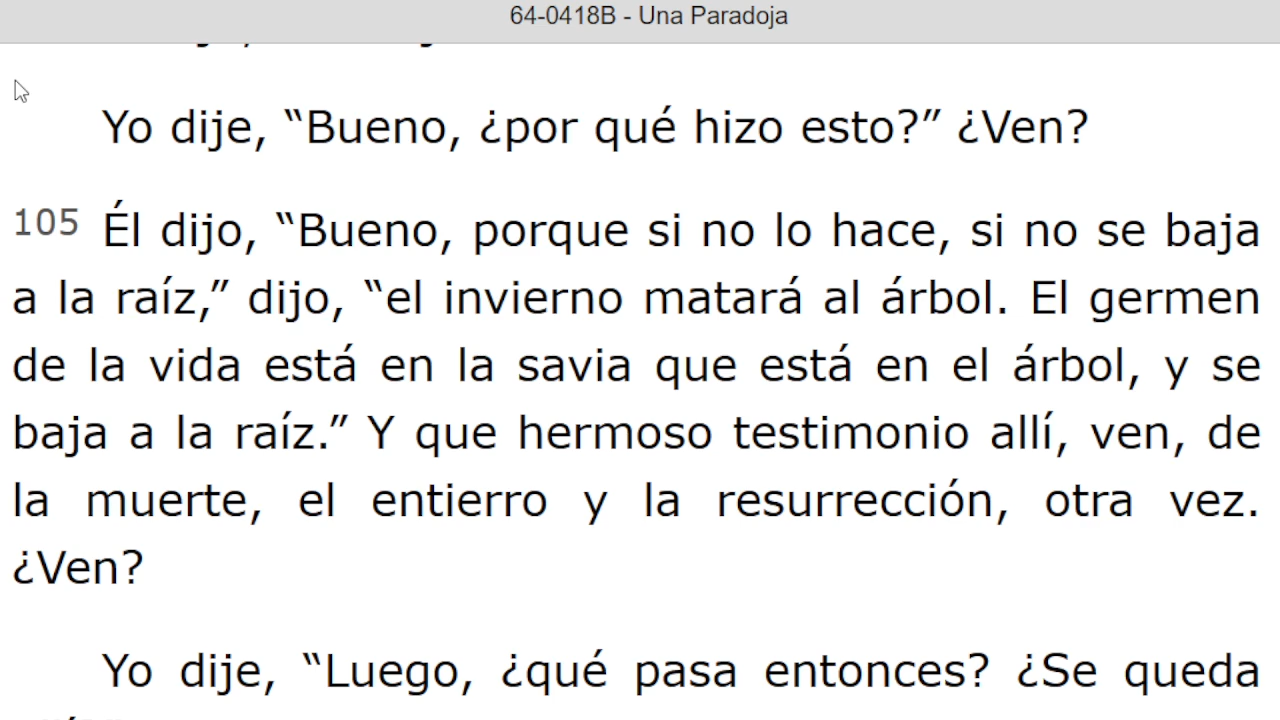 64-0418B - Una Paradoja
Yo dije, “Bueno, ¿por qué hizo esto?” ¿Ven?
105 Él dijo, “Bueno, porque si no lo hace, si no se baja
a la raíz,” dijo, “el invierno matará al árbol. El germen
de la vida está en la savia que está en el árbol, y se
baja a la raíz.” Y que hermoso testimonio allí, ven, de
la muerte, el entierro y la resurrección, otra vez.
¿Ven?
Yo dije, “Luego, ¿qué pasa entonces? ¿Se queda